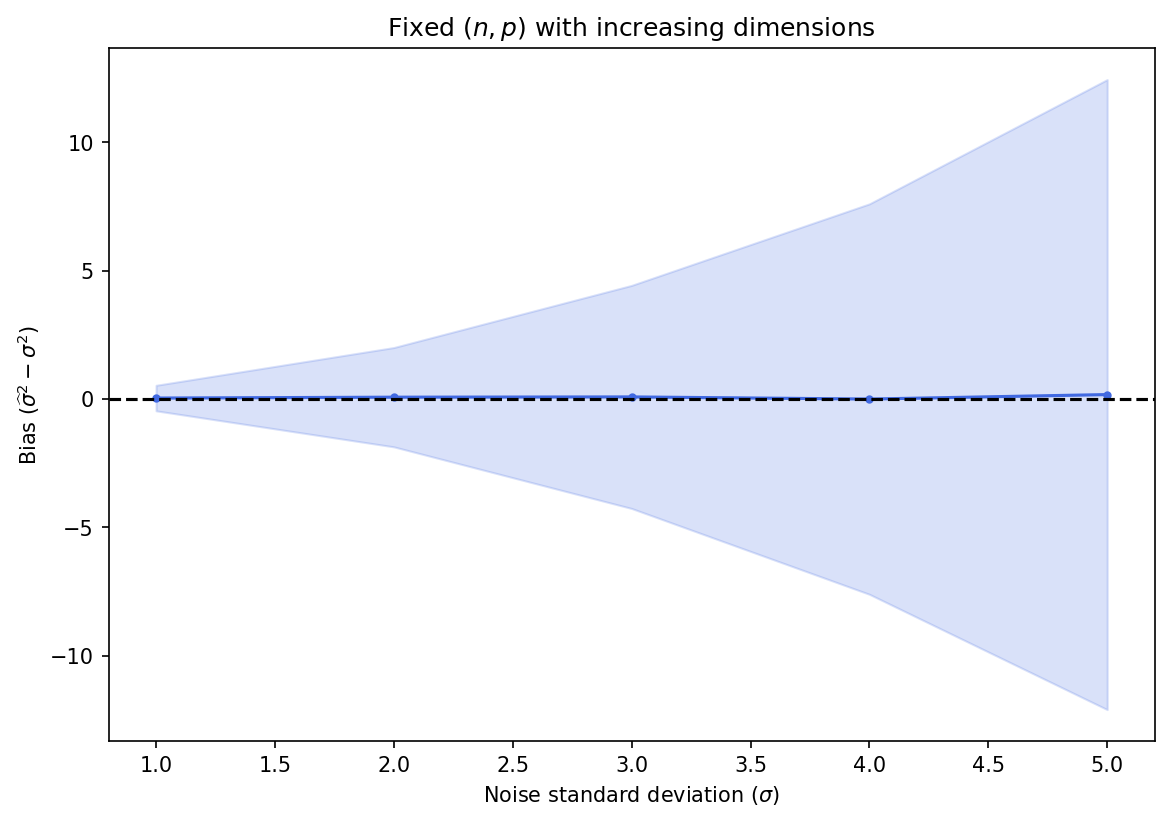 Fixed (n, p) with increasing dimensions
Bias (σ̂² − σ²)
10
5
0
−5
−10
1.0 1.5 2.0 2.5 3.0 3.5 4.0 4.5 5.0
Noise standard deviation (σ)